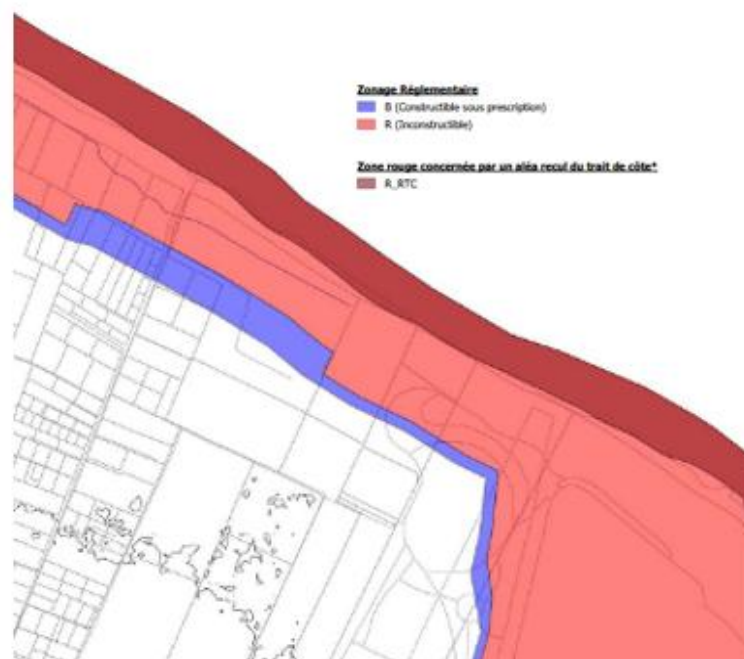 Zonage Réglementaire
B (Constructible sous prescription)
R (Inconstructible)
Zone rouge concernée par un aléa recul du trait de côte*
R_RTC